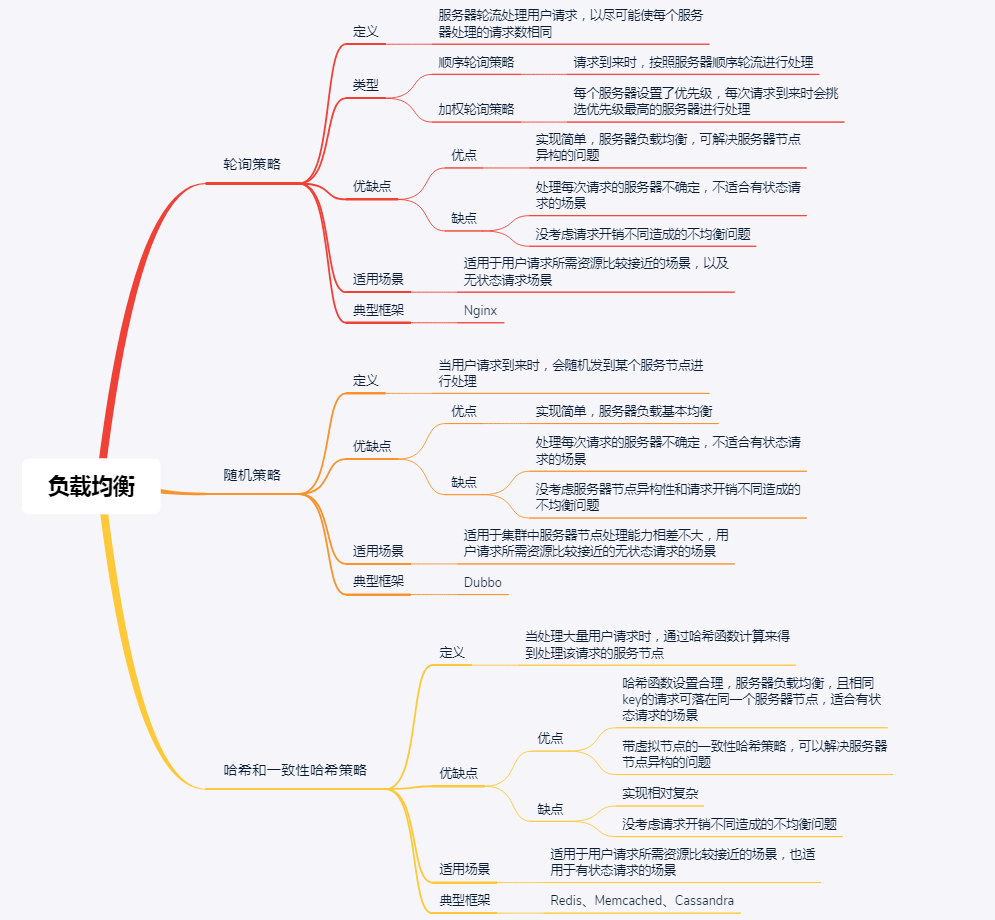 负载均衡
轮询策略
定义
服务器轮流处理用户请求，以尽可能使每个服务
器处理的请求数相同
类型
顺序轮询策略
请求到来时，按照服务器顺序轮流进行处理
加权轮询策略
每个服务器设置了优先级，每次请求到来时会挑
选优先级最高的服务器进行处理
优缺点
优点
实现简单，服务器负载均衡，可解决服务器节点
异构的问题
缺点
处理每次请求的服务器不确定，不适合有状态请
求的场景
没考虑请求开销不同造成的不均衡问题
适用场景
适用于用户请求所需资源比较接近的场景，以及
无状态请求场景
典型框架
Nginx
随机策略
定义
当用户请求到来时，会随机发到某个服务节点进
行处理
优缺点
优点
实现简单，服务器负载基本均衡
缺点
处理每次请求的服务器不确定，不适合有状态请
求的场景
没考虑服务器节点异构性和请求开销不同造成的
不均衡问题
适用场景
适用于集群中服务器节点处理能力相差不大，用
户请求所需资源比较接近的无状态请求的场景
典型框架
Dubbo
哈希和一致性哈希策略
定义
当处理大量用户请求时，通过哈希函数计算来得
到处理该请求的服务节点
优缺点
优点
哈希函数设置合理，服务器负载均衡，且相同
key的请求可落在同一个服务器节点，适合有状
态请求的场景
带虚拟节点的一致性哈希策略，可以解决服务器
节点异构的问题
缺点
实现相对复杂
没考虑请求开销不同造成的不均衡问题
适用场景
适用于用户请求所需资源比较接近的场景，也适
用于有状态请求的场景
典型框架
Redis、Memcached、Cassandra